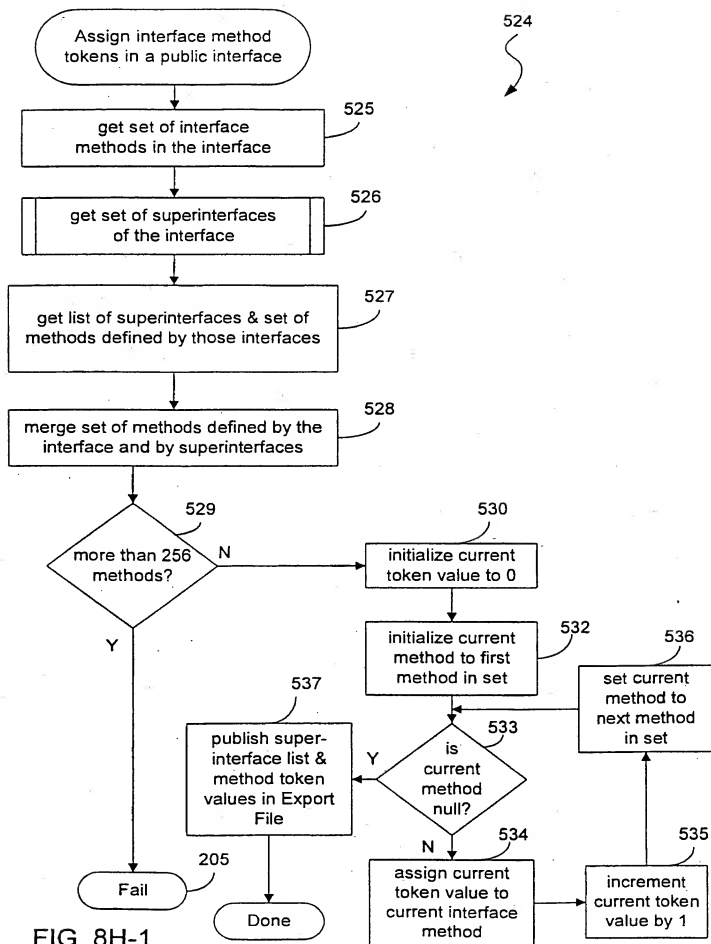 Assign interface method
tokens in a public interface
524
525
get set of interface
methods in the interface
526
get set of superinterfaces
of the interface
527
get list of superinterfaces & set of
methods defined by those interfaces
528
merge set of methods defined by the
interface and by superinterfaces
529
more than 256
methods?
N
Y
530
initialize current
token value to 0
532
initialize current
method to first
method in set
536
set current
method to
next method
in set
537
publish super-
interface list &
method token
values in Export
File
533
is
current
method
null?
Y
N
534
assign current
token value to
current interface
method
535
increment
current token
value by 1
205
Fail
Done
FIG. 8H-1